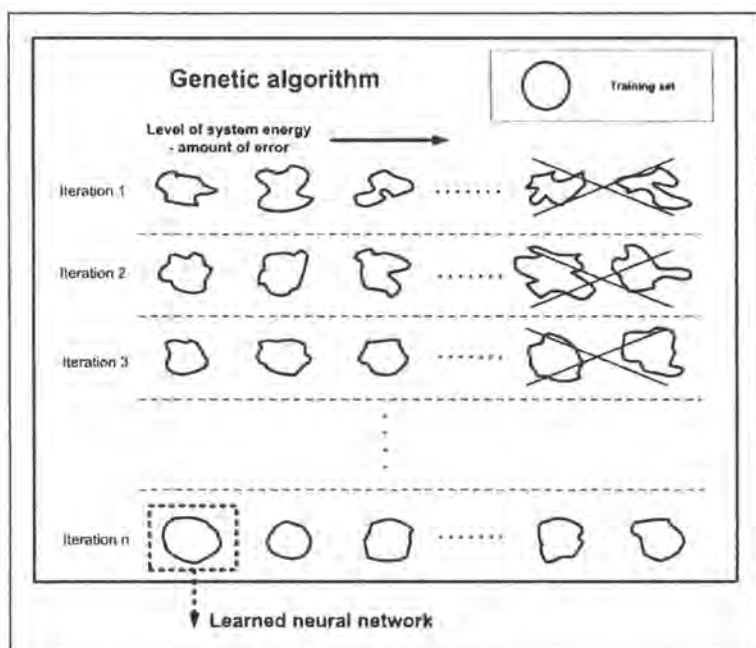 Genetic algorithm
Training set
Level of system energy
- amount of error
Iteration 1
Iteration 2
Iteration 3
Iteration n
Learned neural network